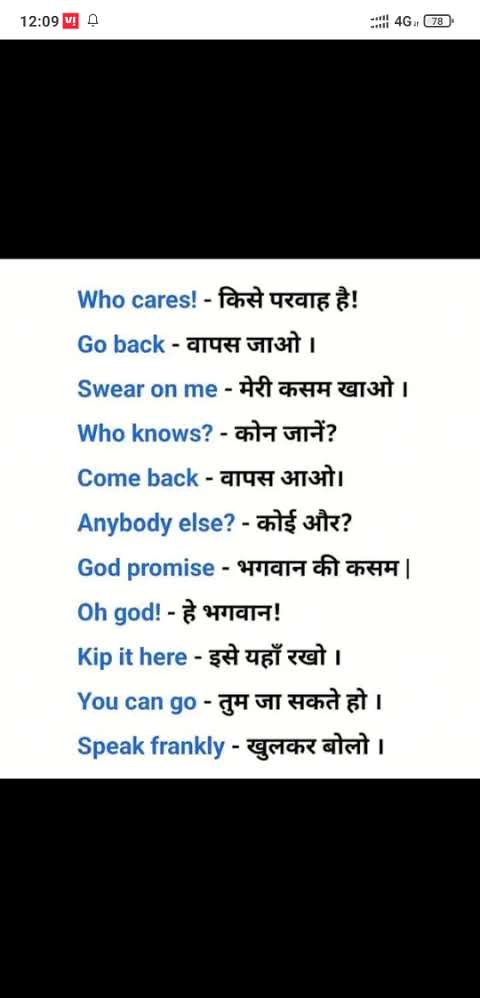 12:09 4G 78
Who cares! - किसे परवाह है!
Go back - वापस जाओ ।
Swear on me - मेरी कसम खाओ ।
Who knows? - कोन जानें?
Come back - वापस आओ।
Anybody else? - कोई और?
God promise - भगवान की कसम |
Oh god! - हे भगवान!
Kip it here - इसे यहाँ रखो ।
You can go - तुम जा सकते हो ।
Speak frankly - खुलकर बोलो ।